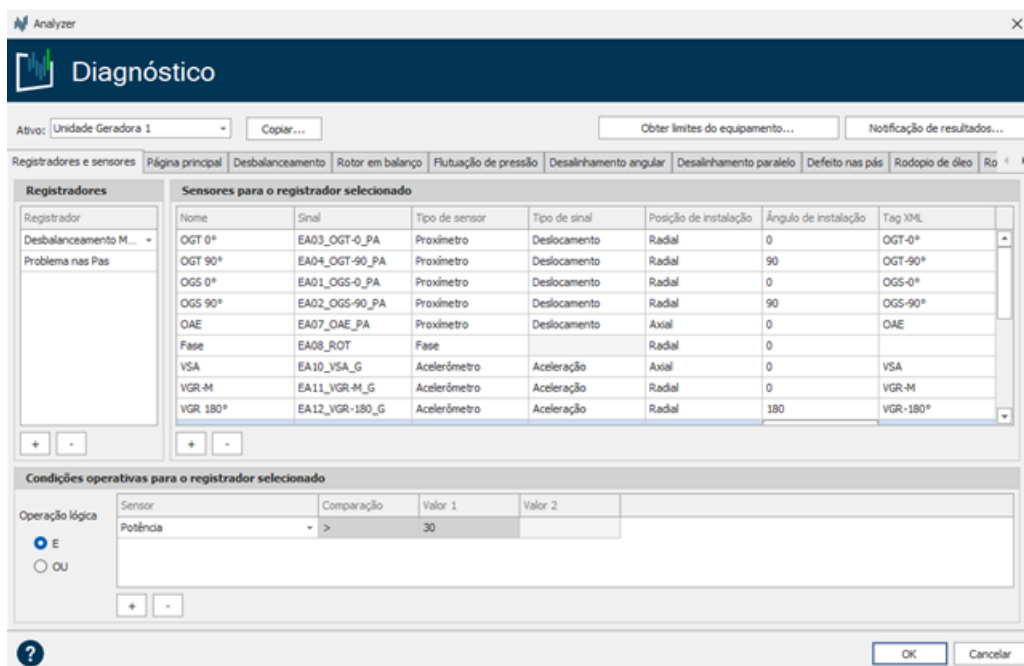 Analyzer
Diagnóstico
Ativo: Unidade Geradora 1 Copiar... Obter limites do equipamento... Notificação de resultados...
Registradores e sensores Página principal Desbalanceamento Rotor em balanço Flutuação de pressão Desalinhamento angular Desalinhamento paralelo Defeito nas pás Rodopio de óleo Ro
Registradores Sensores para o registrador selecionado
Registrador Nome Sinal Tipo de sensor Tipo de sinal Posição de instalação Ângulo de instalação Tag XML
Desbalanceamento M... OGT 0° EA03_OGT-0_PA Proxímetro Deslocamento Radial 0 OGT-0°
Problema nas Pas OGT 90° EA04_OGT-90_PA Proxímetro Deslocamento Radial 90 OGT-90°
OGS 0° EA01_OGS-0_PA Proxímetro Deslocamento Radial 0 OGS-0°
OGS 90° EA02_OGS-90_PA Proxímetro Deslocamento Radial 90 OGS-90°
OAE EA07_OAE_PA Proxímetro Deslocamento Axial 0 OAE
Fase EA08_ROT Fase Radial 0
VSA EA10_VSA_G Acelerômetro Aceleração Axial 0 VSA
VGR-M EA11_VGR-M_G Acelerômetro Aceleração Radial 0 VGR-M
VGR 180° EA12_VGR-180_G Acelerômetro Aceleração Radial 180 VGR-180°
+ - + -
Condições operativas para o registrador selecionado
Operação lógica Sensor Comparação Valor 1 Valor 2
E Potência > 30
OU
+ -
? OK Cancelar